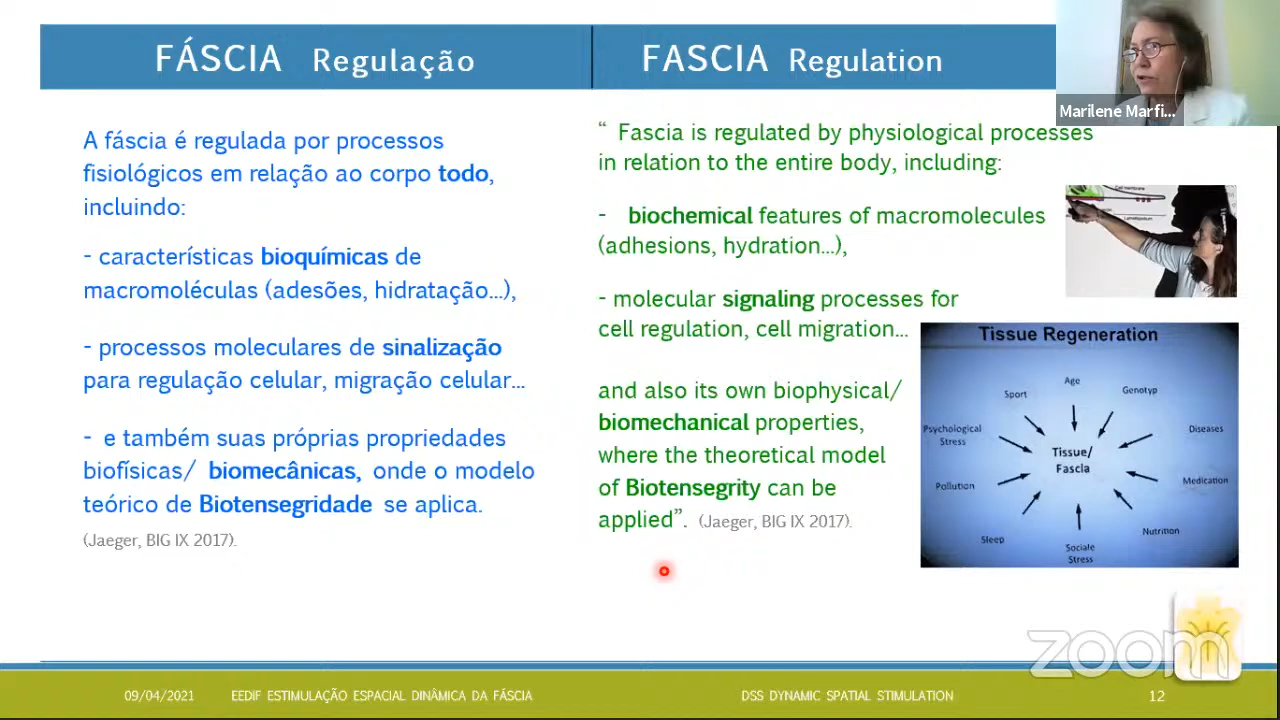 FÁSCIA Regulação
FASCIA Regulation
Marilene Marfi...
A fáscia é regulada por processos
fisiológicos em relação ao corpo todo,
incluindo:
- características bioquímicas de
macromoléculas (adesões, hidratação...),
- processos moleculares de sinalização
para regulação celular, migração celular...
- e também suas próprias propriedades
biofísicas/ biomecânicas, onde o modelo
teórico de Biotensegridade se aplica.
(Jaeger, BIG IX 2017).
“ Fascia is regulated by physiological processes
in relation to the entire body, including:
- biochemical features of macromolecules
(adhesions, hydration...),
- molecular signaling processes for
cell regulation, cell migration...
and also its own biophysical/
biomechanical properties,
where the theoretical model
of Biotensegrity can be
applied”. (Jaeger, BIG IX 2017).
Cell membrane
Lamellipodium
Tissue Regeneration
Age
Sport
Genotyp
Psychological
Stress
Diseases
Tissue/
Fascia
Pollution
Medication
Sleep
Nutrition
Sociale
Stress
zoom
09/04/2021
EEDIF ESTIMULAÇÃO ESPACIAL DINÂMICA DA FÁSCIA
DSS DYNAMIC SPATIAL STIMULATION
12